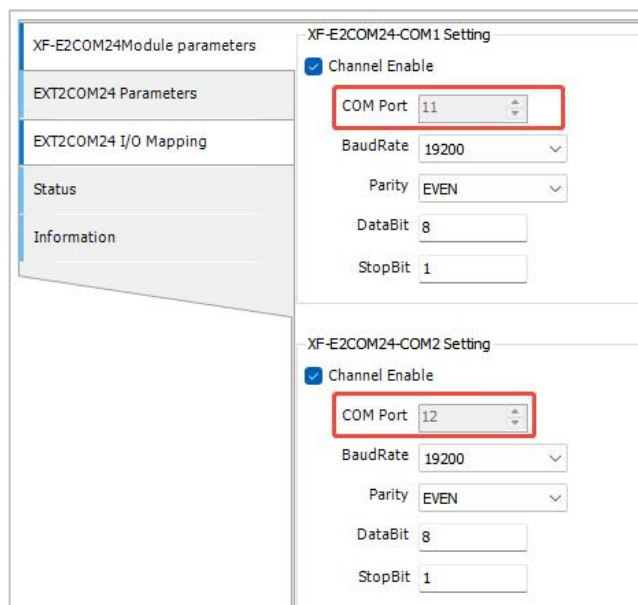 XF-E2COM24Module parameters
EXT2COM24 Parameters
EXT2COM24 I/O Mapping
Status
Information
XF-E2COM24-COM1 Setting
Channel Enable
COM Port 11
BaudRate 19200
Parity EVEN
DataBit 8
StopBit 1
XF-E2COM24-COM2 Setting
Channel Enable
COM Port 12
BaudRate 19200
Parity EVEN
DataBit 8
StopBit 1